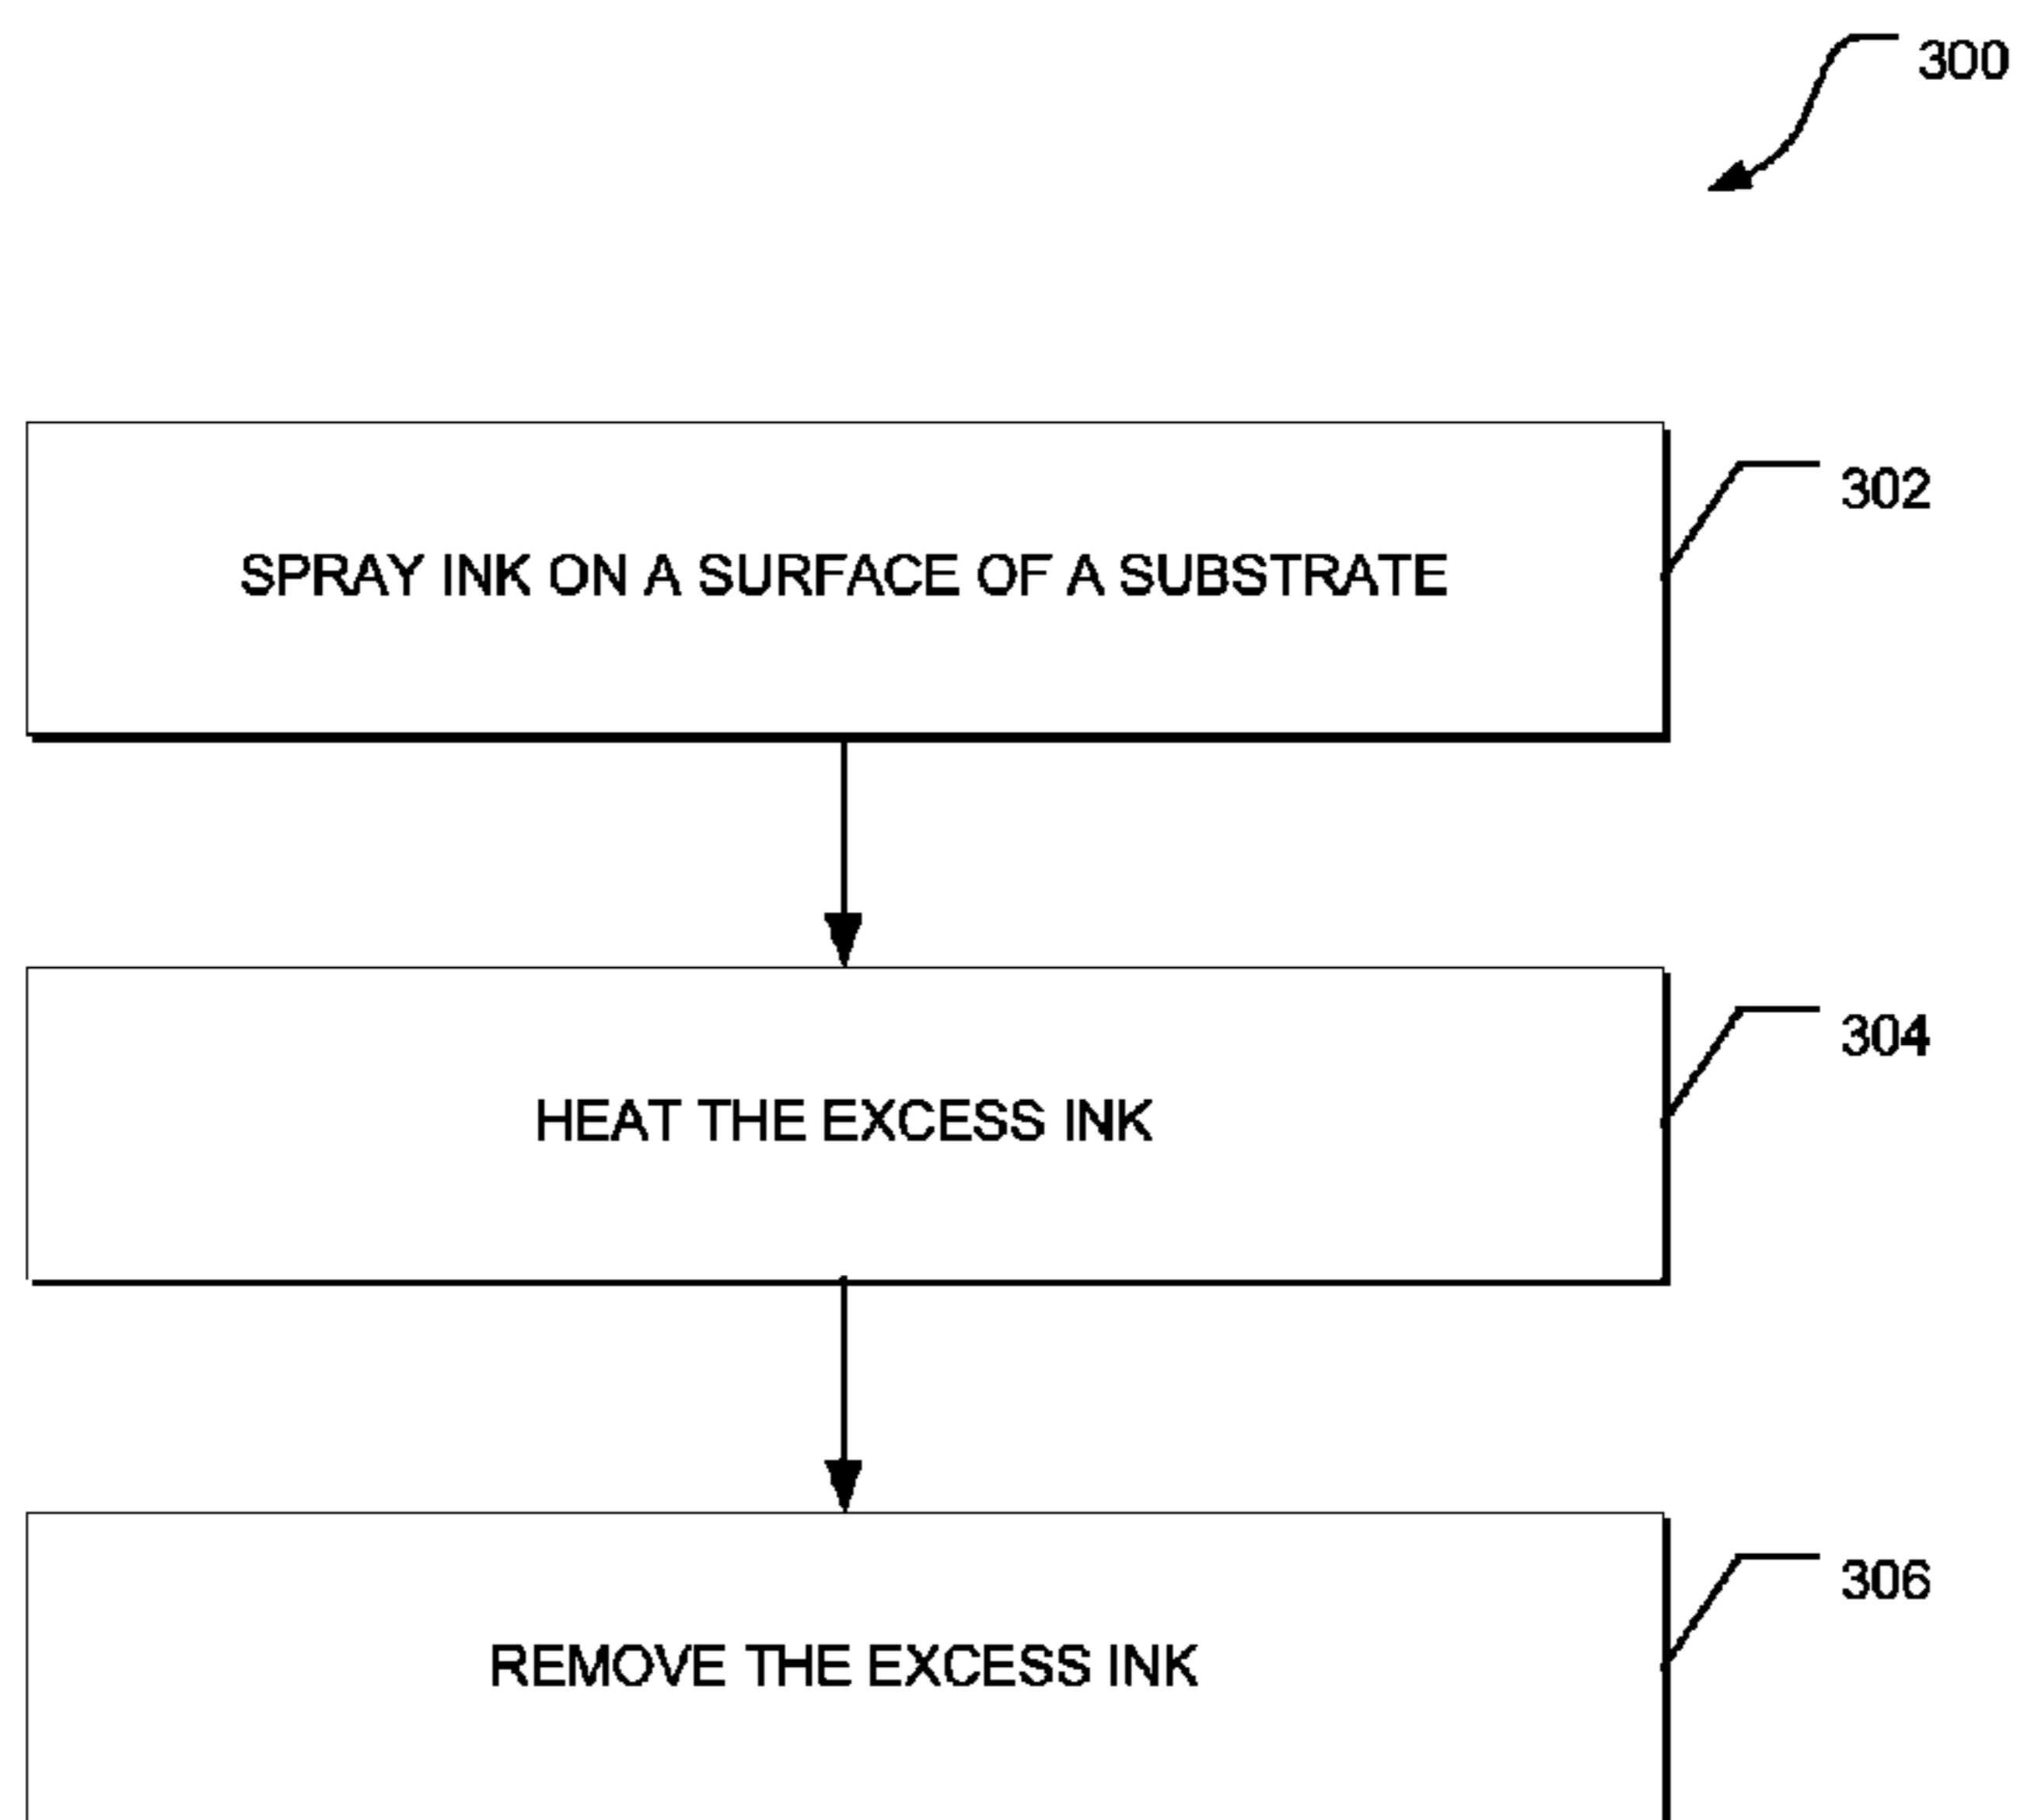 300
302
SPRAY INK ON A SURFACE OF A SUBSTRATE
304
HEAT THE EXCESS INK
306
REMOVE THE EXCESS INK